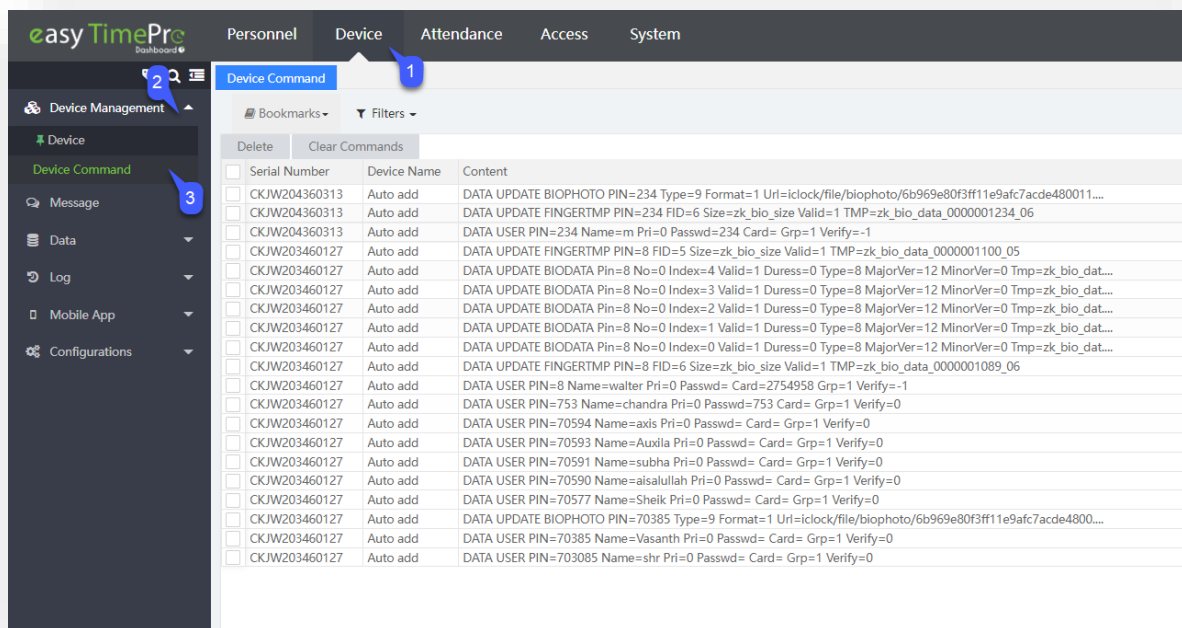 easy TimePro
Dashboard
Personnel Device Attendance Access System
1
2
Device Command
Device Management
Bookmarks Filters
Device
Delete Clear Commands
Device Command
3
Message
Data
Log
Mobile App
Configurations
Serial Number Device Name Content
CKJW204360313 Auto add DATA UPDATE BIOPHOTO PIN=234 Type=9 Format=1 Url=iclock/file/biophoto/6b969e80f3ff11e9afc7acde480011....
CKJW204360313 Auto add DATA UPDATE FINGERTMP PIN=234 FID=6 Size=zk_bio_size Valid=1 TMP=zk_bio_data_0000001234_06
CKJW204360313 Auto add DATA USER PIN=234 Name=m Pri=0 Passwd=234 Card= Grp=1 Verify=-1
CKJW203460127 Auto add DATA UPDATE FINGERTMP PIN=8 FID=5 Size=zk_bio_size Valid=1 TMP=zk_bio_data_0000001100_05
CKJW203460127 Auto add DATA UPDATE BIODATA Pin=8 No=0 Index=4 Valid=1 Duress=0 Type=8 MajorVer=12 MinorVer=0 Tmp=zk_bio_dat....
CKJW203460127 Auto add DATA UPDATE BIODATA Pin=8 No=0 Index=3 Valid=1 Duress=0 Type=8 MajorVer=12 MinorVer=0 Tmp=zk_bio_dat....
CKJW203460127 Auto add DATA UPDATE BIODATA Pin=8 No=0 Index=2 Valid=1 Duress=0 Type=8 MajorVer=12 MinorVer=0 Tmp=zk_bio_dat....
CKJW203460127 Auto add DATA UPDATE BIODATA Pin=8 No=0 Index=1 Valid=1 Duress=0 Type=8 MajorVer=12 MinorVer=0 Tmp=zk_bio_dat....
CKJW203460127 Auto add DATA UPDATE BIODATA Pin=8 No=0 Index=0 Valid=1 Duress=0 Type=8 MajorVer=12 MinorVer=0 Tmp=zk_bio_dat....
CKJW203460127 Auto add DATA UPDATE FINGERTMP PIN=8 FID=6 Size=zk_bio_size Valid=1 TMP=zk_bio_data_0000001089_06
CKJW203460127 Auto add DATA USER PIN=8 Name=walter Pri=0 Passwd= Card=2754958 Grp=1 Verify=-1
CKJW203460127 Auto add DATA USER PIN=753 Name=chandra Pri=0 Passwd=753 Card= Grp=1 Verify=0
CKJW203460127 Auto add DATA USER PIN=70594 Name=axis Pri=0 Passwd= Card= Grp=1 Verify=0
CKJW203460127 Auto add DATA USER PIN=70593 Name=Auxila Pri=0 Passwd= Card= Grp=1 Verify=0
CKJW203460127 Auto add DATA USER PIN=70591 Name=subha Pri=0 Passwd= Card= Grp=1 Verify=0
CKJW203460127 Auto add DATA USER PIN=70590 Name=aisalullah Pri=0 Passwd= Card= Grp=1 Verify=0
CKJW203460127 Auto add DATA USER PIN=70577 Name=Sheik Pri=0 Passwd= Card= Grp=1 Verify=0
CKJW203460127 Auto add DATA UPDATE BIOPHOTO PIN=70385 Type=9 Format=1 Url=iclock/file/biophoto/6b969e80f3ff11e9afc7acde4800....
CKJW203460127 Auto add DATA USER PIN=70385 Name=Vasanth Pri=0 Passwd= Card= Grp=1 Verify=0
CKJW203460127 Auto add DATA USER PIN=703085 Name=shr Pri=0 Passwd= Card= Grp=1 Verify=0